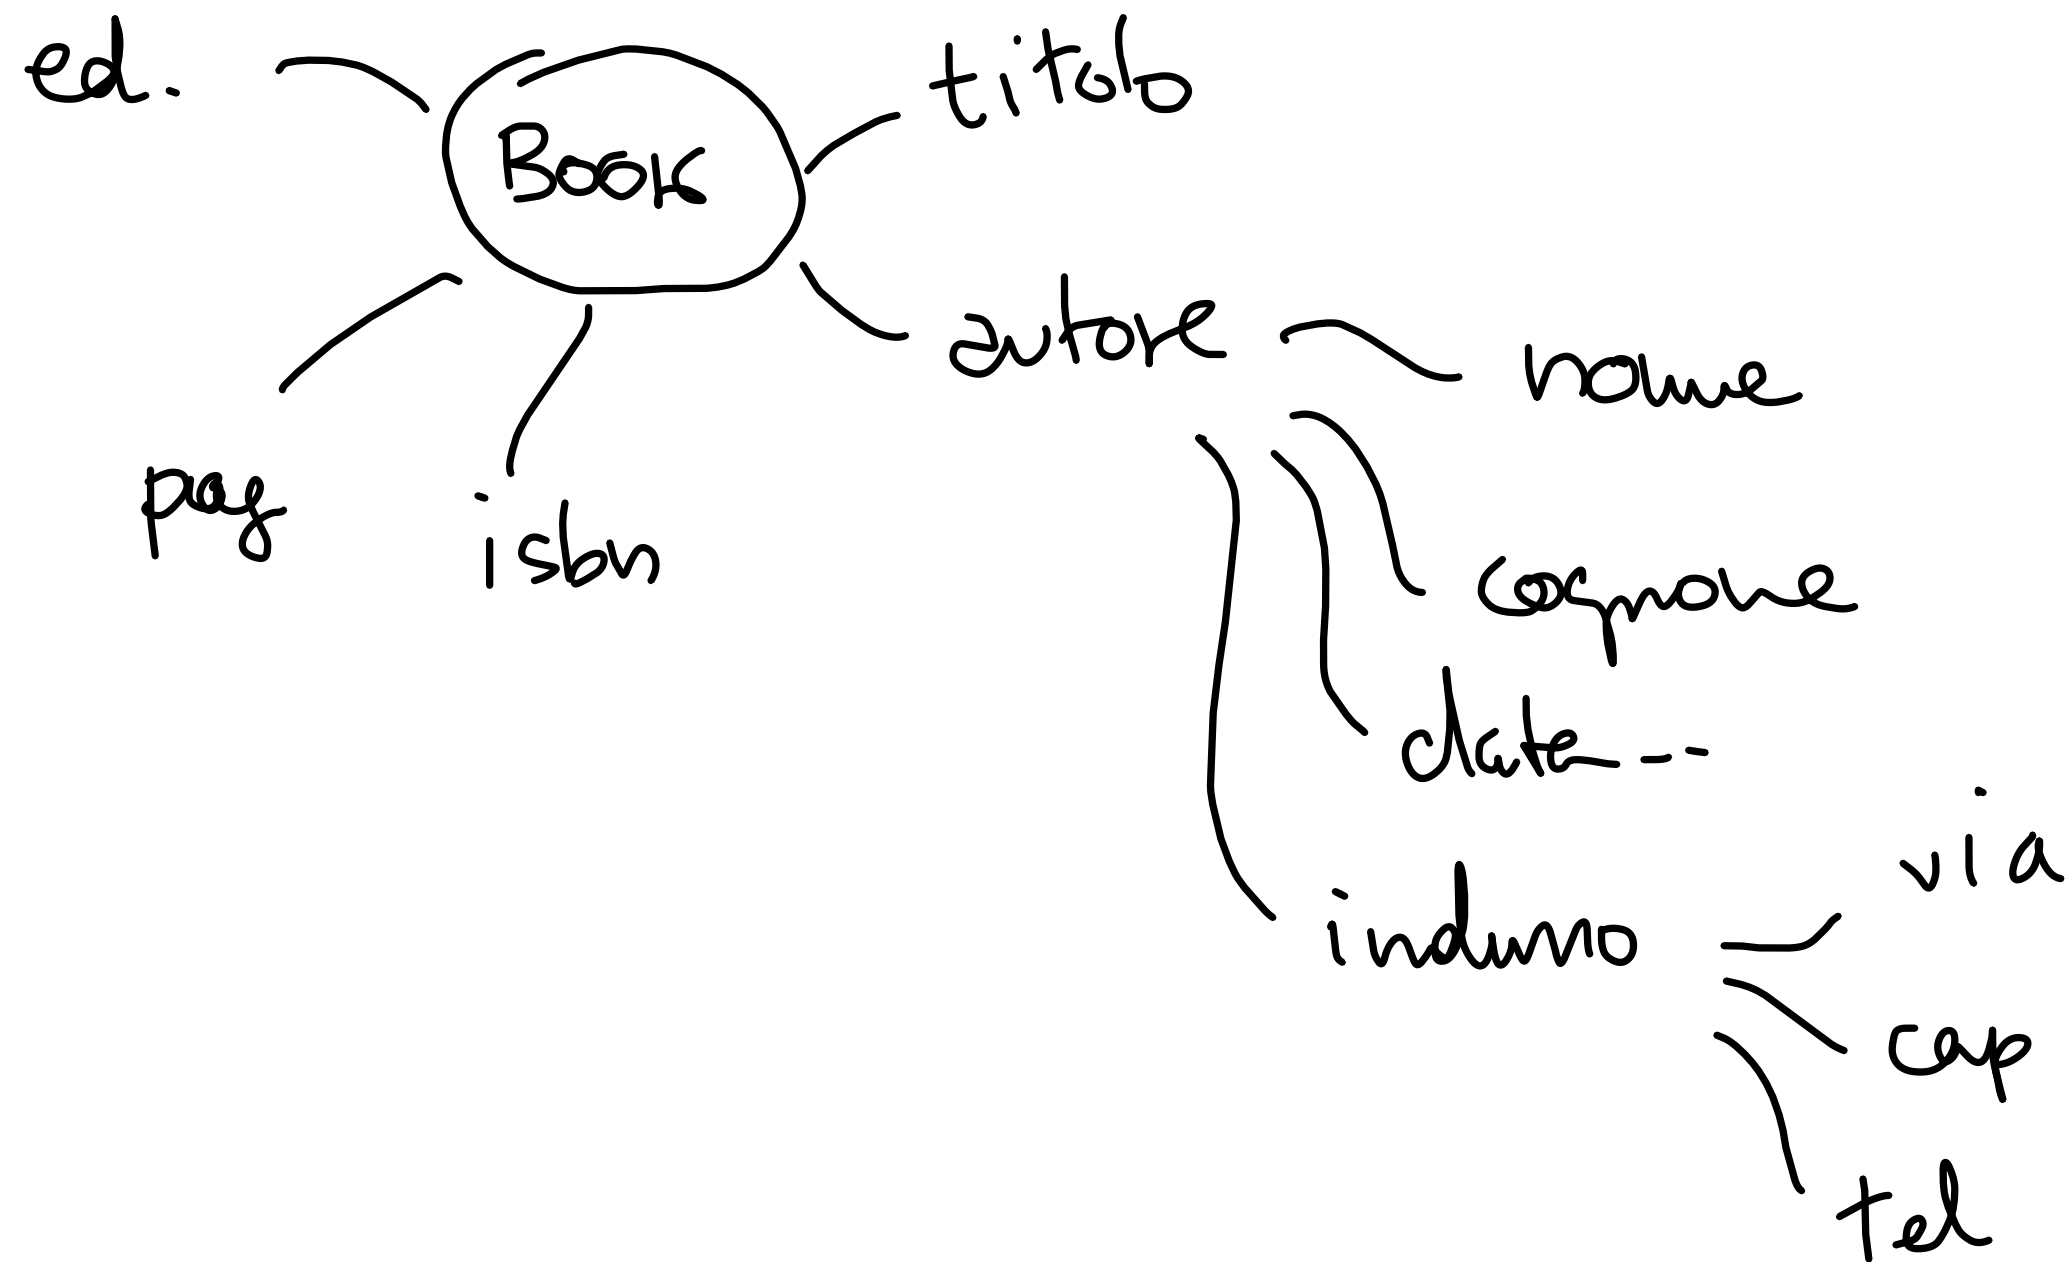 ed.
titolo
Book
autore
nome
pag
isbn
cognome
date
via
indirizzo
cap
tel